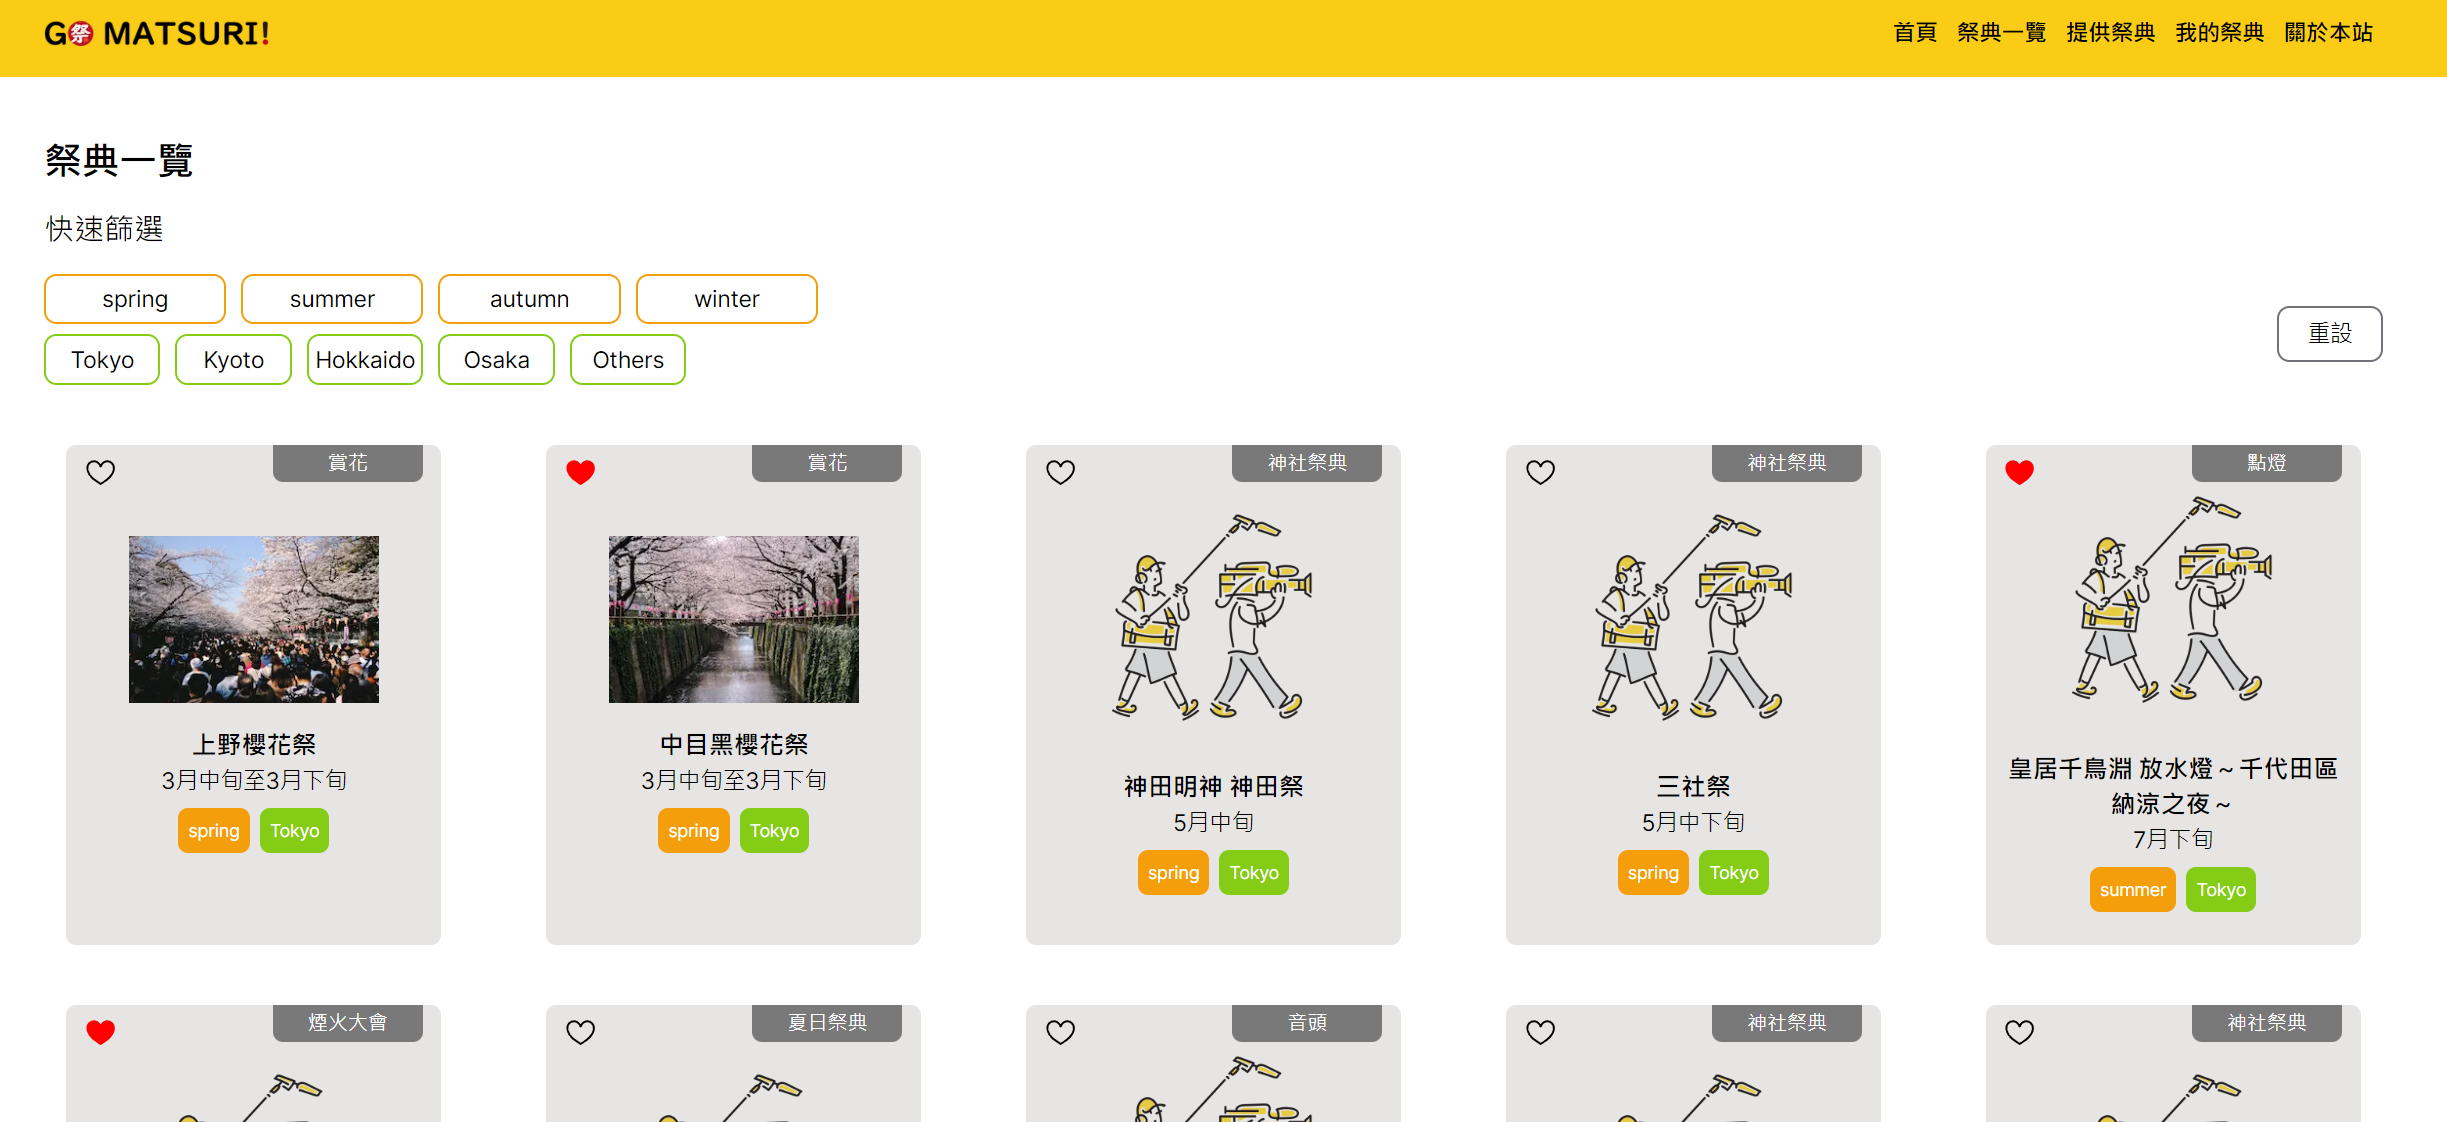 G祭 MATSURI!
首頁 祭典一覽 提供祭典 我的祭典 關於本站
祭典一覽
快速篩選
spring summer autumn winter
Tokyo Kyoto Hokkaido Osaka Others
重設
賞花
上野櫻花祭
3月中旬至3月下旬
spring Tokyo
賞花
中目黑櫻花祭
3月中旬至3月下旬
spring Tokyo
神社祭典
神田明神 神田祭
5月中旬
spring Tokyo
神社祭典
三社祭
5月中下旬
spring Tokyo
點燈
皇居千鳥淵 放水燈～千代田區
納涼之夜～
7月下旬
summer Tokyo
煙火大會
夏日祭典
音頭
神社祭典
神社祭典